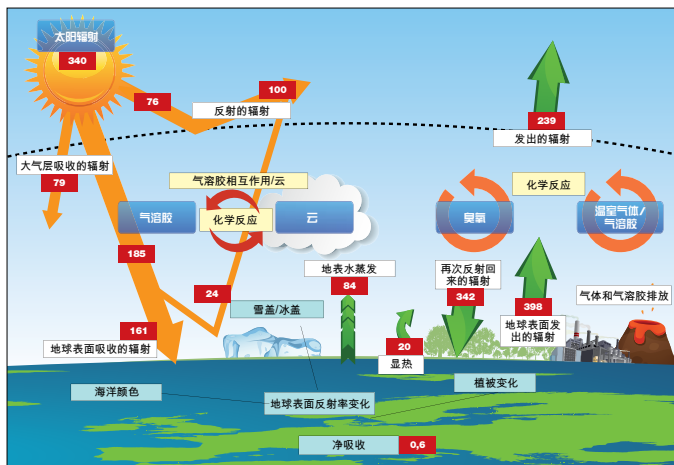 太阳辐射
340
76
100
反射的辐射
239
发出的辐射
大气层吸收的辐射
79
气溶胶相互作用/云
化学反应
气溶胶
化学反应
云
臭氧
温室气体/
气溶胶
185
24
地表水蒸发
84
再次反射回
来的辐射
342
398
地球表面发
出的辐射
气体和气溶胶排放
161
地球表面吸收的辐射
雪盖/冰盖
20
显热
海洋颜色
地球表面反射率变化
植被变化
净吸收
0,6